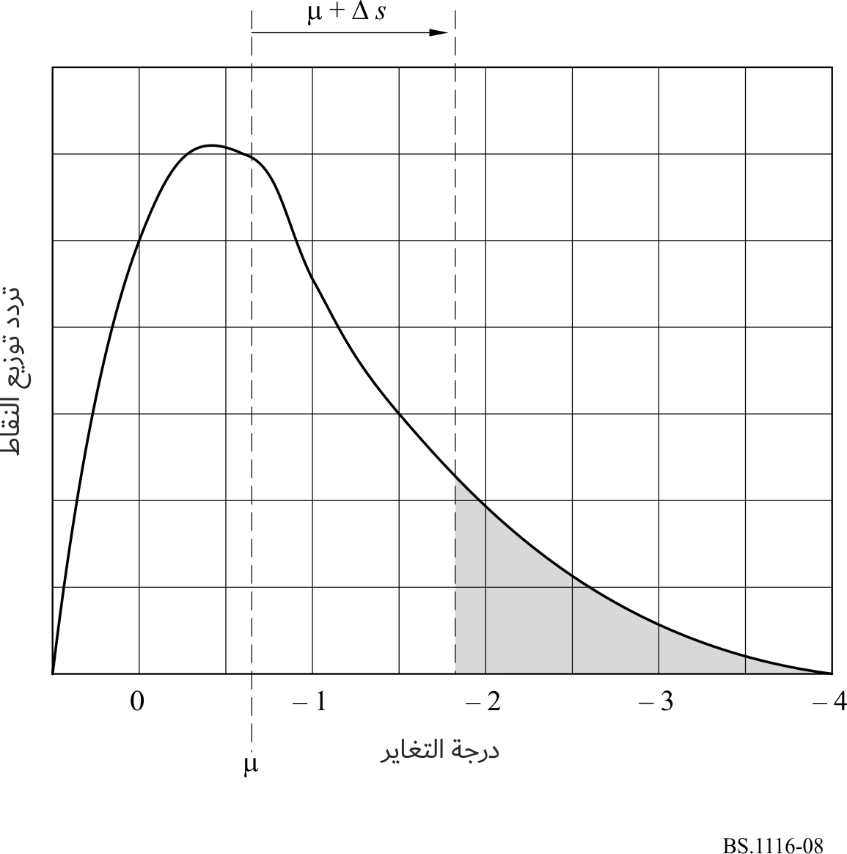 μ + Δ s
تردد توزيع النقاط
0
– 1
– 2
– 3
– 4
درجة التغاير
μ
BS.1116-08